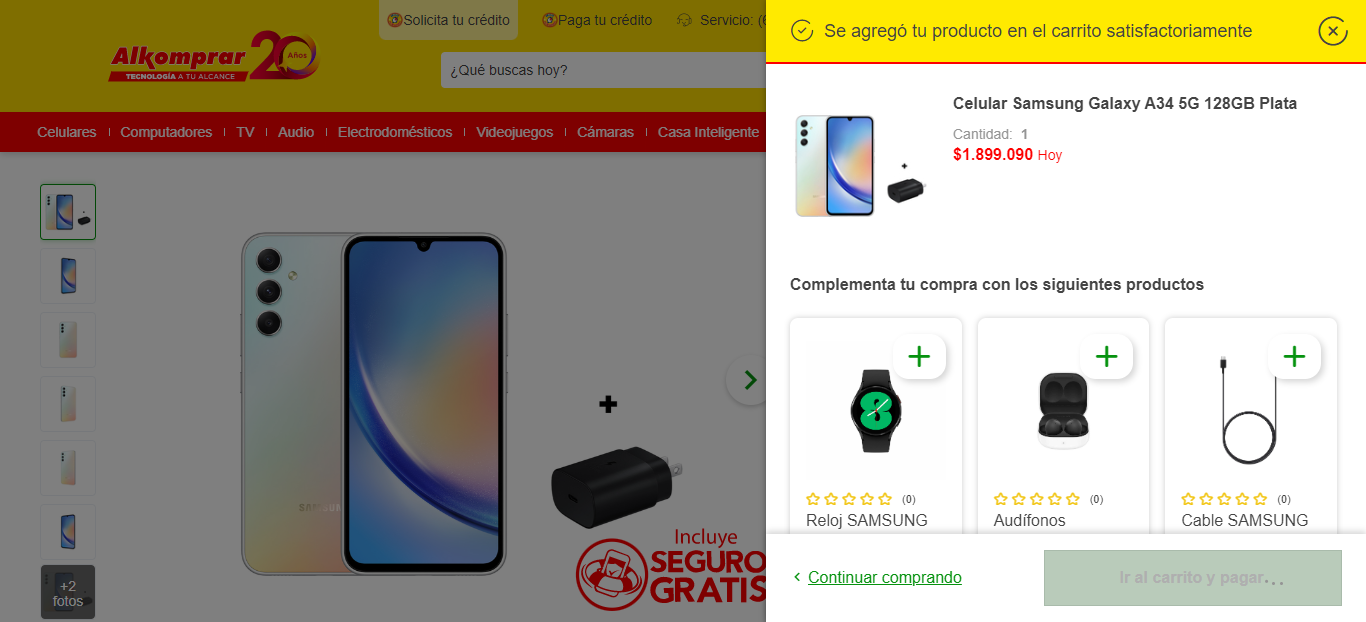 Solicita tu crédito
Paga tu crédito
Servicio: (6
Alkomprar 20 Años
TECNOLOGÍA A TU ALCANCE
¿Qué buscas hoy?
Celulares
Computadores
TV
Audio
Electrodomésticos
Videojuegos
Cámaras
Casa Inteligente
+2
fotos
SAMSUNG
+
Incluye
SEGURO
GRATIS
Se agregó tu producto en el carrito satisfactoriamente
Celular Samsung Galaxy A34 5G 128GB Plata
Cantidad: 1
$1.899.090 Hoy
Complementa tu compra con los siguientes productos
(0)
Reloj SAMSUNG
(0)
Audífonos
(0)
Cable SAMSUNG
Continuar comprando
Ir al carrito y pagar...